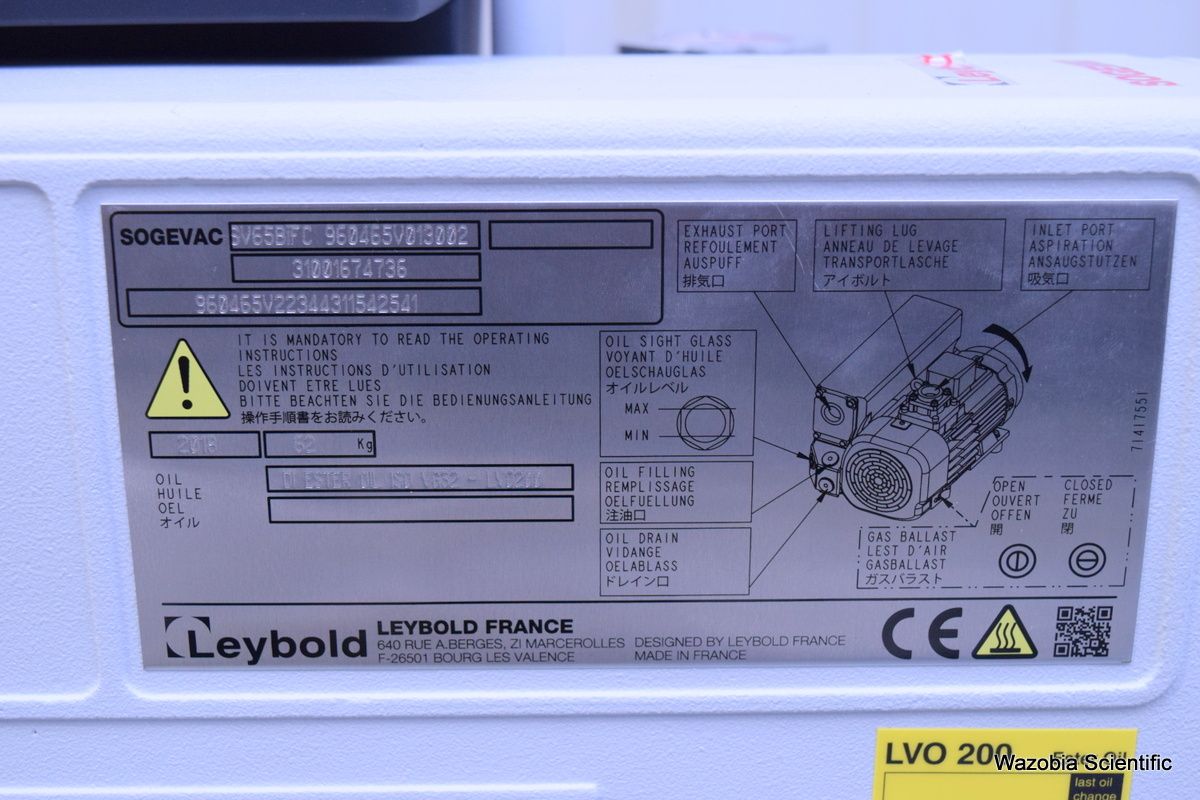 SOGEVAC SV65BIFC 960465V013002
31001674736
960465V22344311542541
IT IS MANDATORY TO READ THE OPERATING
INSTRUCTIONS
LES INSTRUCTIONS D'UTILISATION
DOIVENT ETRE LUES
BITTE BEACHTEN SIE DIE BEDIENUNGSANLEITUNG
操作手順書をお読みください。
Kg
OIL
HUILE
OEL
オイル
EXHAUST PORT
REFOULEMENT
AUSPUFF
排気口
LIFTING LUG
ANNEAU DE LEVAGE
TRANSPORTLASCHE
アイボルト
INLET PORT
ASPIRATION
ANSAUGSTUTZEN
吸気口
OIL SIGHT GLASS
VOYANT D'HUILE
OELSCHAUGLAS
オイルレベル
MAX
MIN
OIL FILLING
REMPLISSAGE
OELFUELLUNG
注油口
OIL DRAIN
VIDANGE
OELABLASS
ドレイン口
OPEN
OUVERT
OFFEN
開
CLOSED
FERME
ZU
閉
GAS BALLAST
LEST D'AIR
GASBALLAST
ガスバラスト
71417551
Leybold
LEYBOLD FRANCE
640 RUE A.BERGES, ZI MARCEROLLES
F-26501 BOURG LES VALENCE
DESIGNED BY LEYBOLD FRANCE
MADE IN FRANCE
CE
LVO 200 Ester Oil
last oil
change
Wazobia Scientific